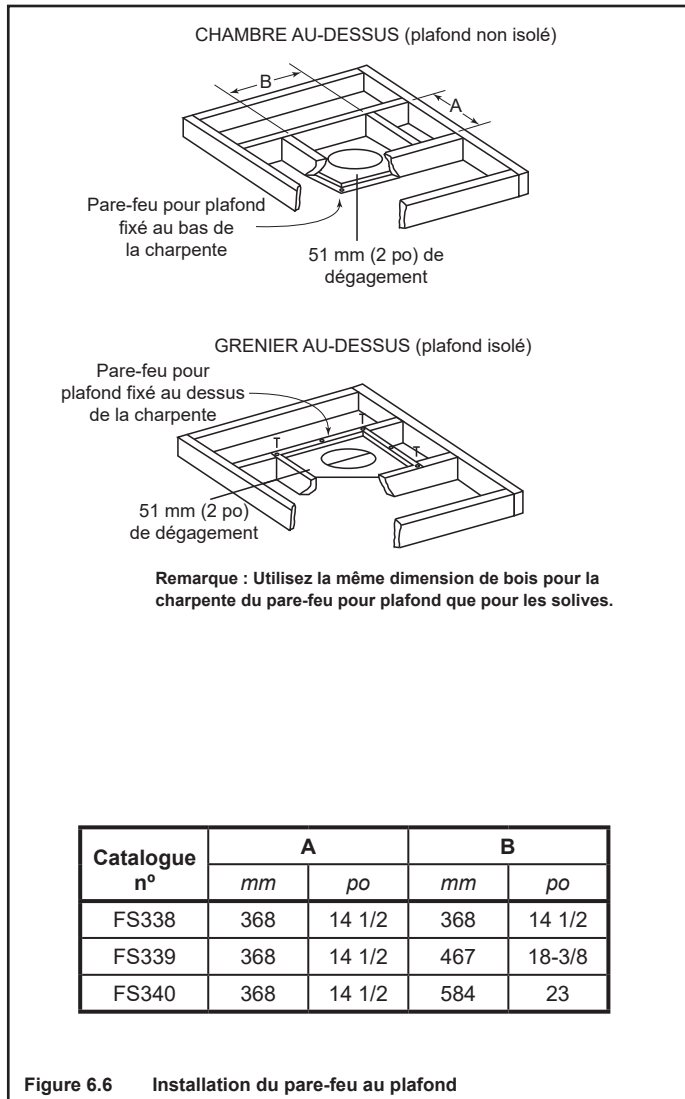 CHAMBRE AU-DESSUS (plafond non isolé)
B
A
Pare-feu pour plafond
fixé au bas de
la charpente
51 mm (2 po) de
dégagement
GRENIER AU-DESSUS (plafond isolé)
Pare-feu pour
plafond fixé au dessus
de la charpente
51 mm (2 po)
de dégagement
Remarque : Utilisez la même dimension de bois pour la
charpente du pare-feu pour plafond que pour les solives.
Catalogue nº A B
mm po mm po
FS338 368 14 1/2 368 14 1/2
FS339 368 14 1/2 467 18-3/8
FS340 368 14 1/2 584 23
Figure 6.6 Installation du pare-feu au plafond